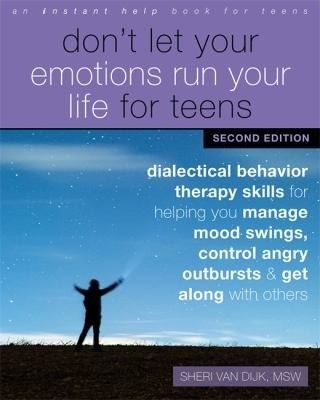 an instant help book for teens
don't let your
emotions run your
life for teens
SECOND EDITION
dialectical behavior
therapy skills for
helping you manage
mood swings,
control angry
outbursts & get
along with others
SHERI VAN DIJK, MSW